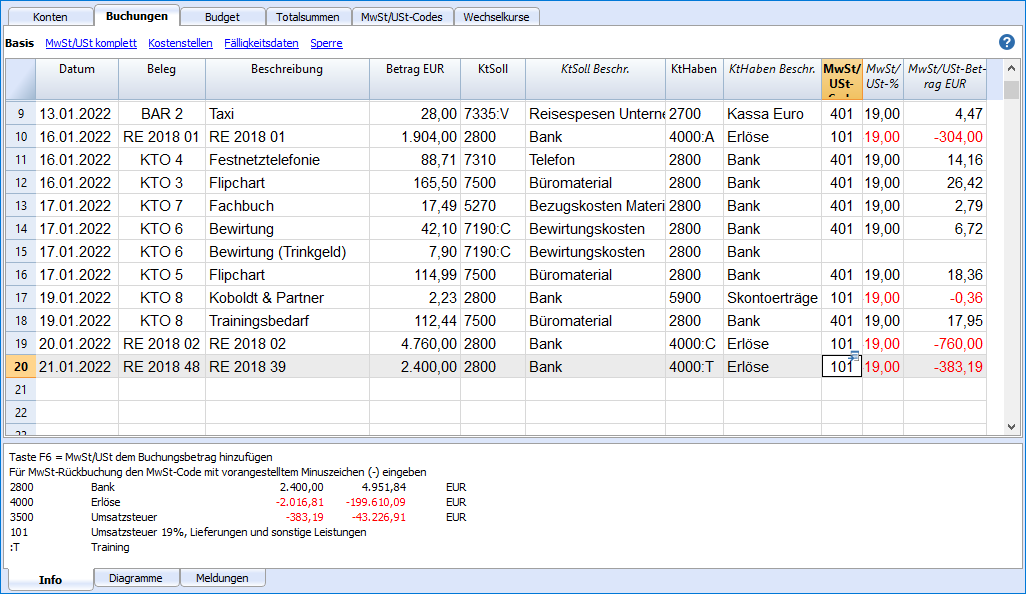 Konten Buchungen Budget Totalsummen MwSt/USt-Codes Wechselkurse
Basis MwSt/USt komplett Kostenstellen Fälligkeitsdaten Sperre ?
Datum Beleg Beschreibung Betrag EUR KtSoll KtSoll Beschr. KtHaben KtHaben Beschr. MwSt/ MwSt/ MwSt/USt-Bet-
USt- USt-% rag EUR
9 13.01.2022 BAR 2 Taxi 28,00 7335:V Reisespesen Unterne 2700 Kassa Euro 401 19,00 4,47
10 16.01.2022 RE 2018 01 RE 2018 01 1.904,00 2800 Bank 4000:A Erlöse 101 19,00 -304,00
11 16.01.2022 KTO 4 Festnetztelefonie 88,71 7310 Telefon 2800 Bank 401 19,00 14,16
12 16.01.2022 KTO 3 Flipchart 165,50 7500 Büromaterial 2800 Bank 401 19,00 26,42
13 17.01.2022 KTO 7 Fachbuch 17,49 5270 Bezugskosten Materi 2800 Bank 401 19,00 2,79
14 17.01.2022 KTO 6 Bewirtung 42,10 7190:C Bewirtungskosten 2800 Bank 401 19,00 6,72
15 17.01.2022 KTO 6 Bewirtung (Trinkgeld) 7,90 7190:C Bewirtungskosten 2800 Bank
16 17.01.2022 KTO 5 Flipchart 114,99 7500 Büromaterial 2800 Bank 401 19,00 18,36
17 19.01.2022 KTO 8 Koboldt & Partner 2,23 2800 Bank 5900 Skontoerträge 101 19,00 -0,36
18 19.01.2022 KTO 8 Trainingsbedarf 112,44 7500 Büromaterial 2800 Bank 401 19,00 17,95
19 20.01.2022 RE 2018 02 RE 2018 02 4.760,00 2800 Bank 4000:C Erlöse 101 19,00 -760,00
20 21.01.2022 RE 2018 48 RE 2018 39 2.400,00 2800 Bank 4000:T Erlöse 101 19,00 -383,19
21
22
Taste F6 = MwSt/USt dem Buchungsbetrag hinzufügen
Für MwSt-Rückbuchung den MwSt-Code mit vorangestelltem Minuszeichen (-) eingeben
2800 Bank 2.400,00 4.951,84 EUR
4000 Erlöse -2.016,81 -199.610,09 EUR
3500 Umsatzsteuer -383,19 -43.226,91 EUR
101 Umsatzsteuer 19%, Lieferungen und sonstige Leistungen
:T Training
Info Diagramme Meldungen